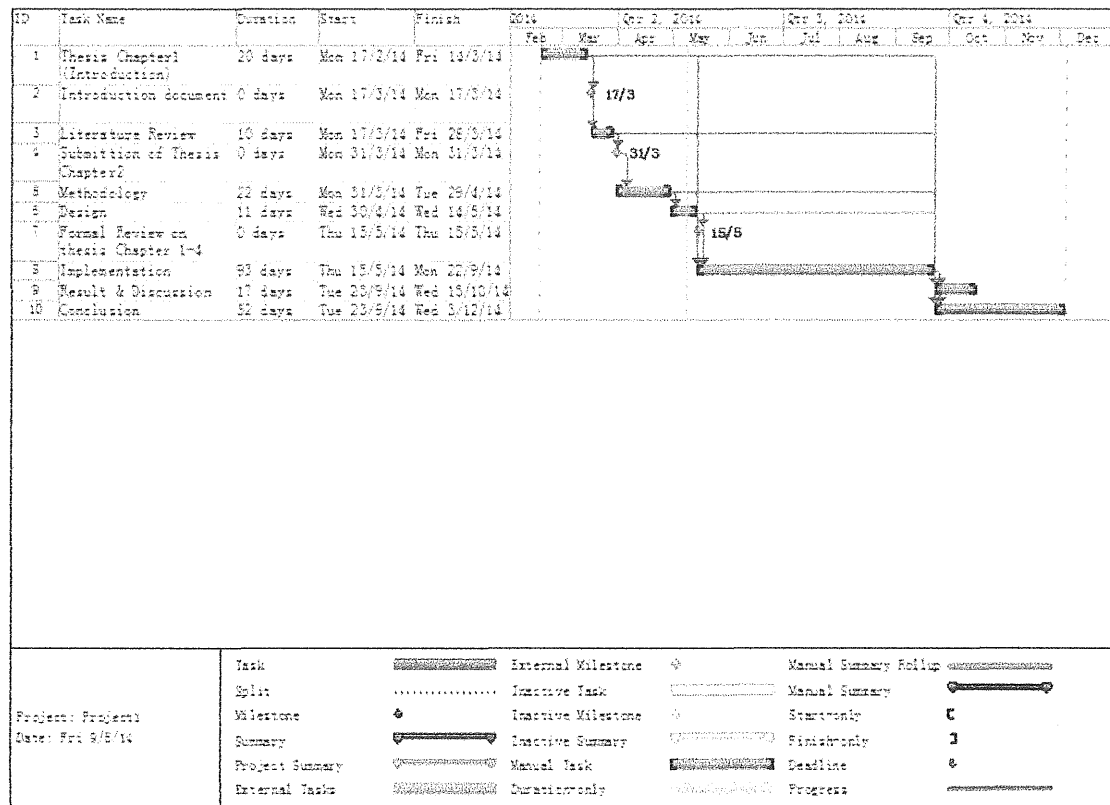 ID Task Name Duration Start Finish 2014 Qtr 2, 2014 Qtr 3, 2014 Qtr 4, 2014
Feb Mar Apr May Jun Jul Aug Sep Oct Nov Dec
1 Thesis Chapter1 20 days Mon 17/2/14 Fri 14/3/14
(Introduction)
2 Introduction document 0 days Mon 17/3/14 Mon 17/3/14 17/3
3 Literature Review 10 days Mon 17/3/14 Fri 28/3/14
4 Submittion of Thesis 0 days Mon 31/3/14 Mon 31/3/14 31/3
Chapter2
5 Methodology 22 days Mon 31/3/14 Tue 29/4/14
6 Design 11 days Wed 30/4/14 Wed 14/5/14
7 Formal Review on 0 days Thu 15/5/14 Thu 15/5/14 15/5
thesis Chapter 1-4
8 Implementation 93 days Thu 15/5/14 Mon 22/9/14
9 Result & Discussion 17 days Tue 23/9/14 Wed 15/10/14
10 Conclusion 52 days Tue 23/9/14 Wed 3/12/14
Project: Project1
Date: Fri 9/5/14
Task External Milestone Manual Summary Rollup
Split Inactive Task Manual Summary
Milestone Inactive Milestone Start-only
Summary Inactive Summary Finish-only
Project Summary Manual Task Deadline
External Tasks Duration-only Progress